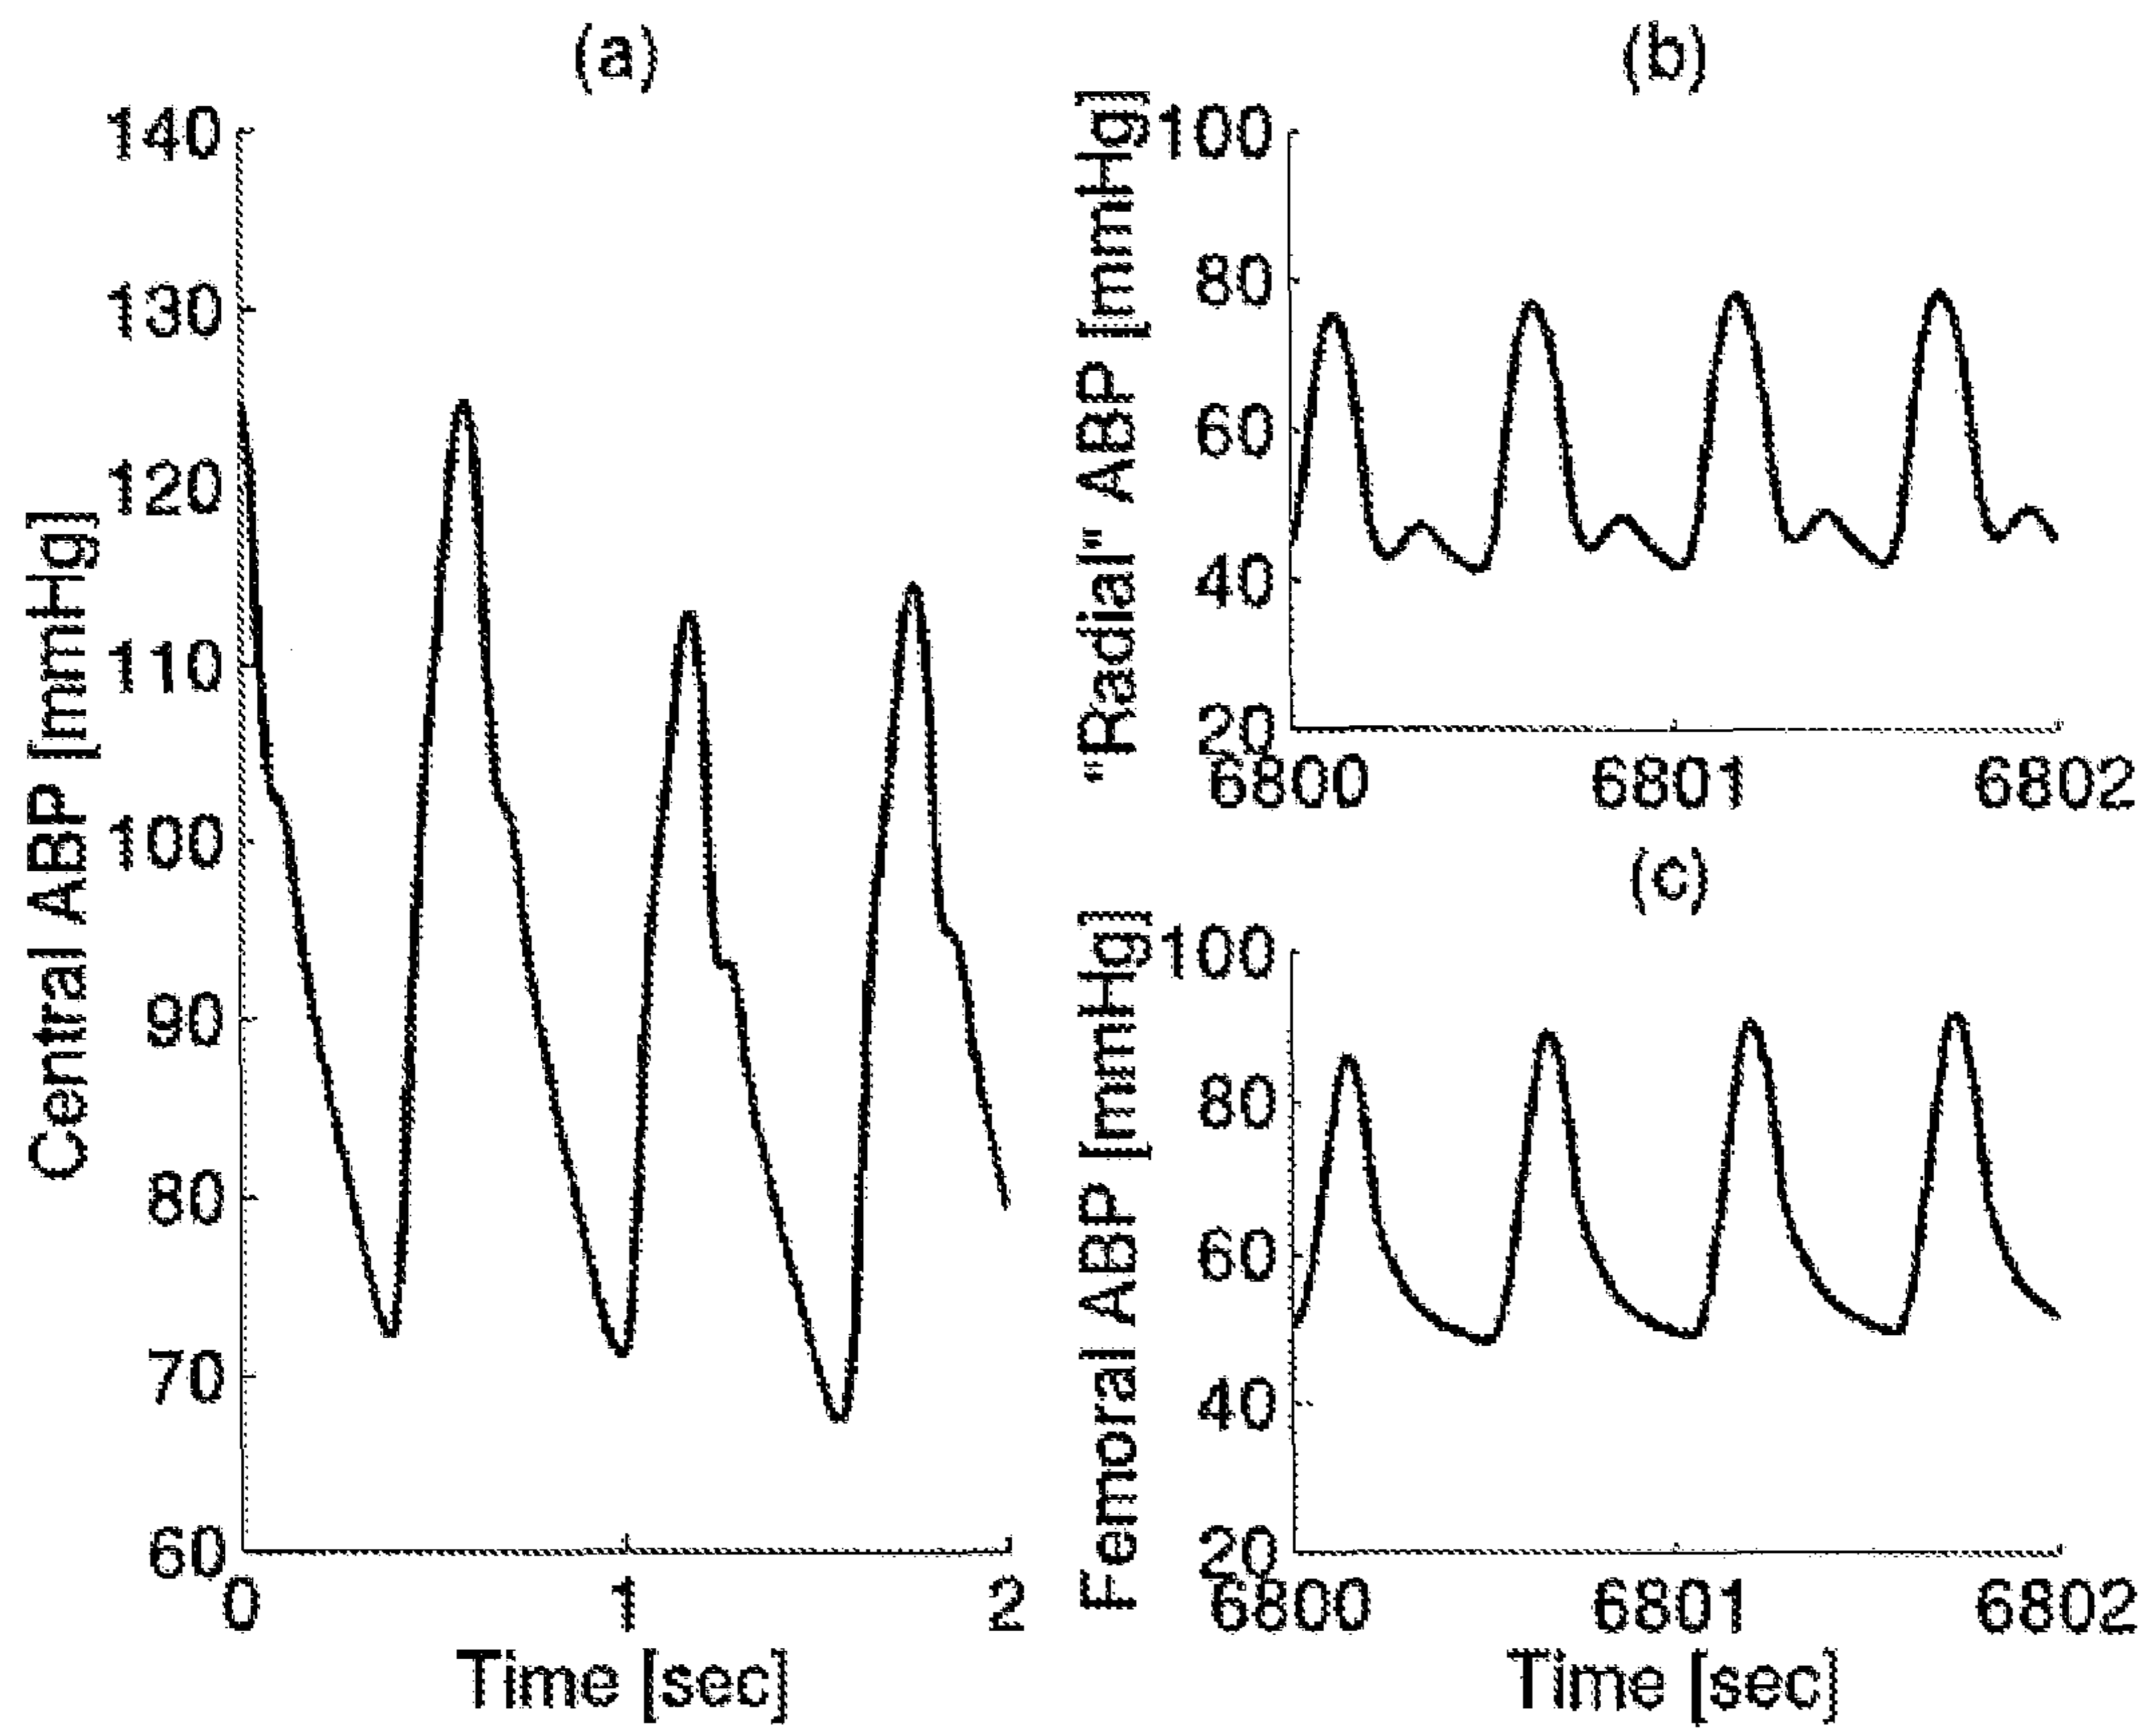 (a)
Central ABP [mmHg]
140
130
120
110
100
90
80
70
60
0 1 2
Time [sec]
(b)
"Radial" ABP [mmHg]
100
80
60
40
20
6800 6801 6802
(c)
Femoral ABP [mmHg]
100
80
60
40
20
6800 6801 6802
Time [sec]